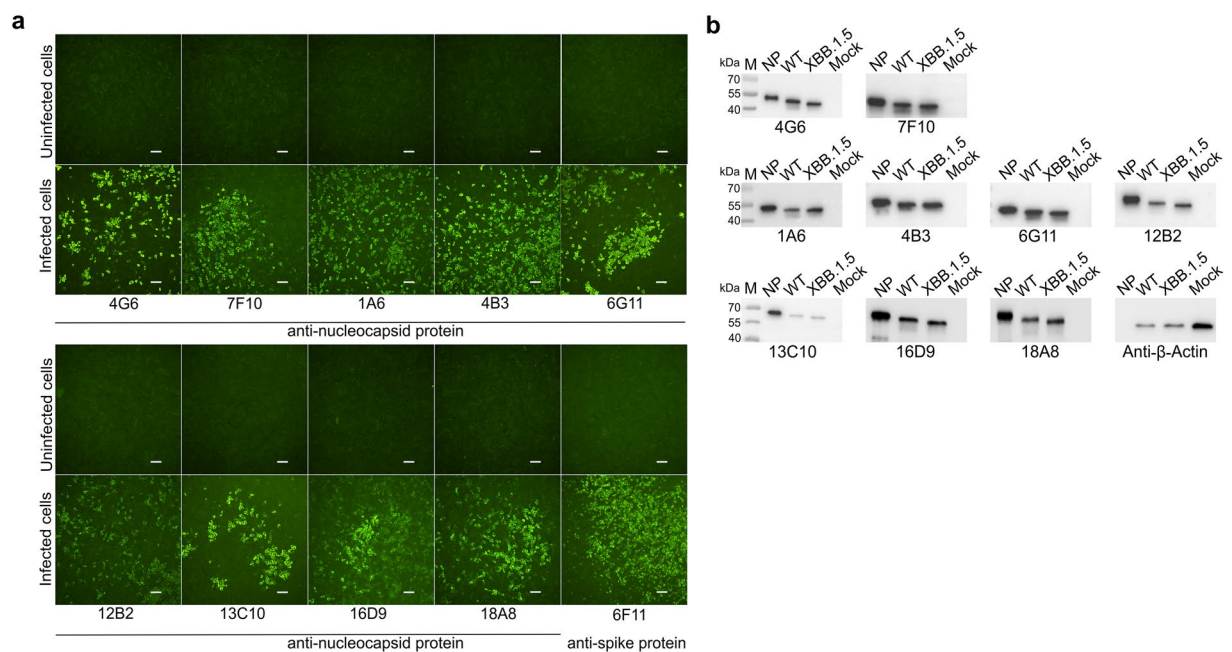 a
Uninfected cells
Infected cells
4G6 7F10 1A6 4B3 6G11
anti-nucleocapsid protein
Uninfected cells
Infected cells
12B2 13C10 16D9 18A8 6F11
anti-nucleocapsid protein anti-spike protein
b
kDa M NP WT XBB.1.5 Mock NP WT XBB.1.5 Mock
70
55
40
4G6 7F10
kDa M NP WT XBB.1.5 Mock NP WT XBB.1.5 Mock NP WT XBB.1.5 Mock NP WT XBB.1.5 Mock
70
55
40
1A6 4B3 6G11 12B2
kDa M NP WT XBB.1.5 Mock NP WT XBB.1.5 Mock NP WT XBB.1.5 Mock NP WT XBB.1.5 Mock
70
55
40
13C10 16D9 18A8 Anti-β-Actin